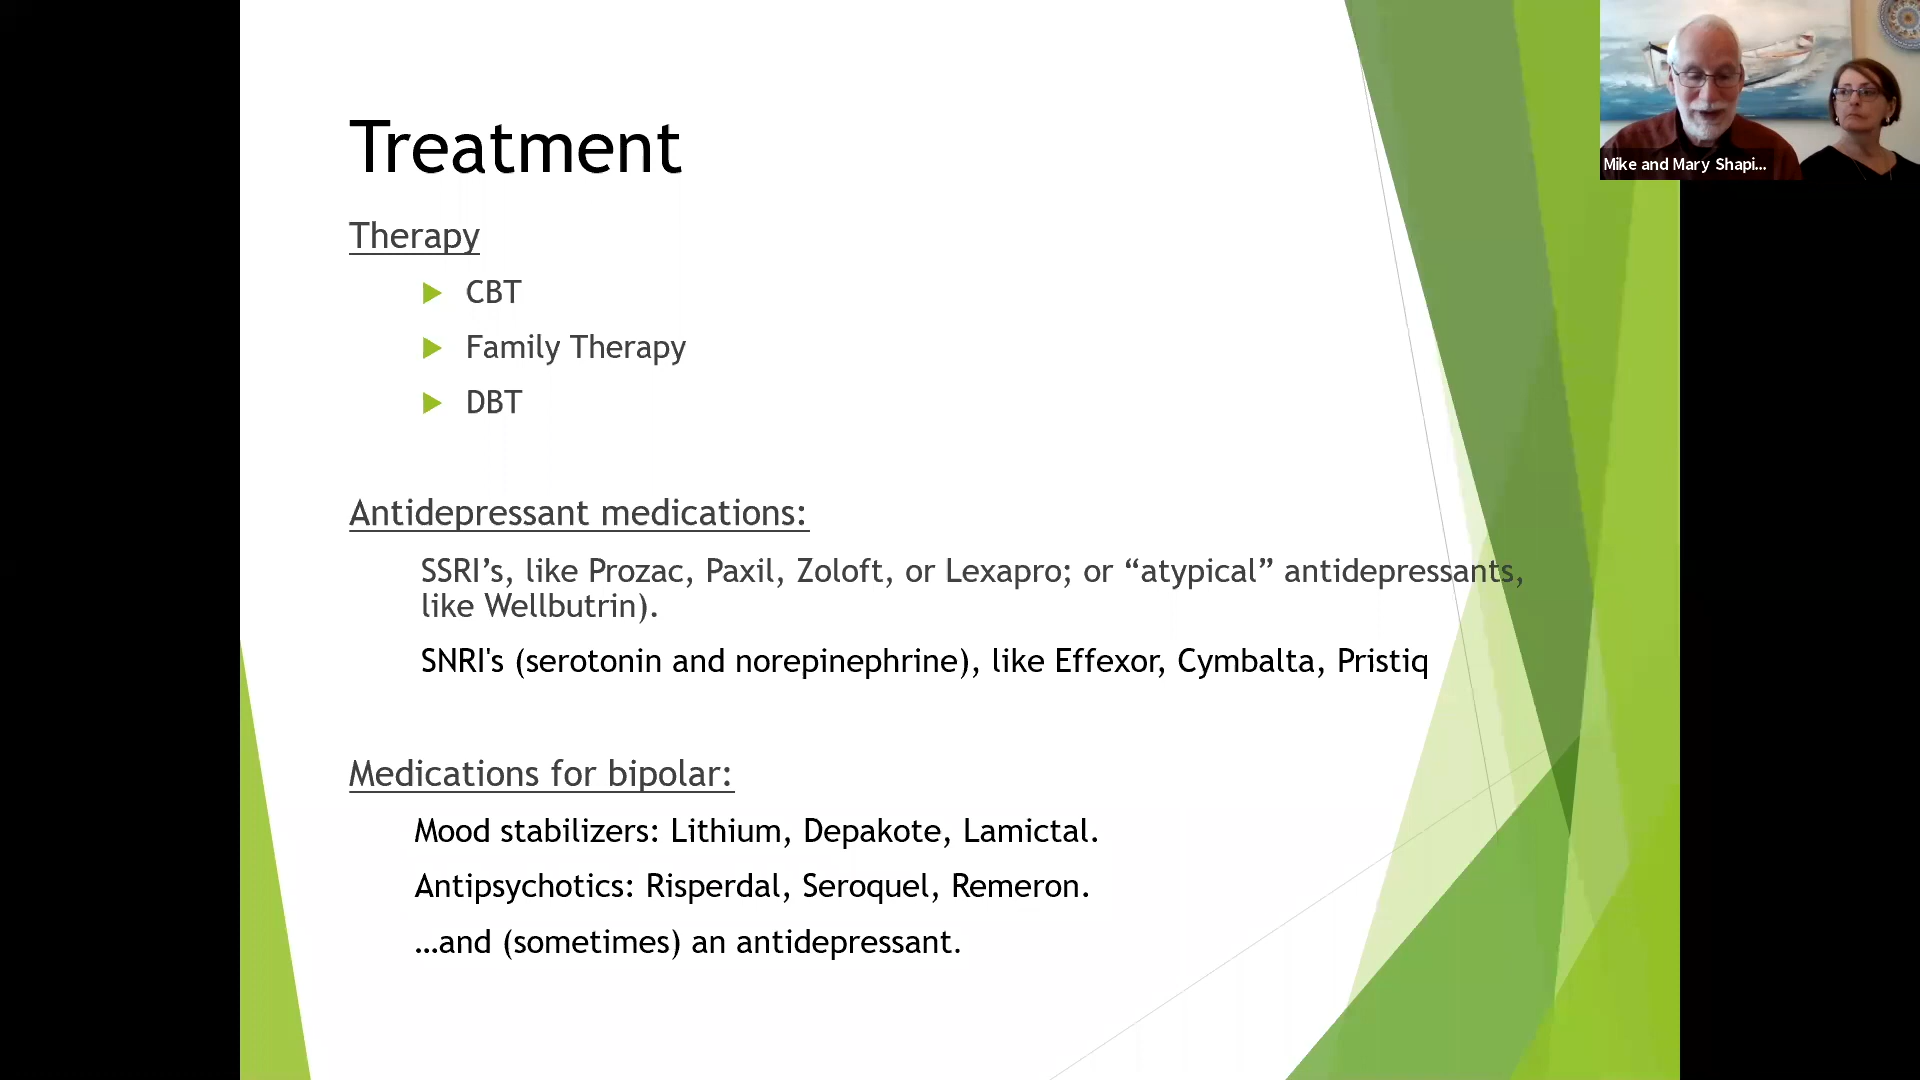 Treatment
Therapy
CBT
Family Therapy
DBT
Antidepressant medications:
SSRI’s, like Prozac, Paxil, Zoloft, or Lexapro; or “atypical” antidepressants,
like Wellbutrin).
SNRI's (serotonin and norepinephrine), like Effexor, Cymbalta, Pristiq
Medications for bipolar:
Mood stabilizers: Lithium, Depakote, Lamictal.
Antipsychotics: Risperdal, Seroquel, Remeron.
…and (sometimes) an antidepressant.
Mike and Mary Shapi...